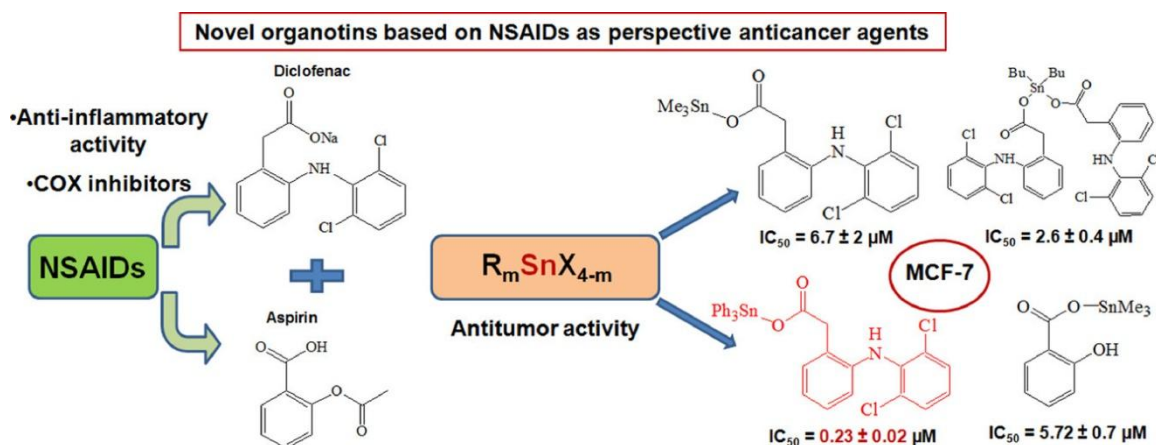 Novel organotins based on NSAIDs as perspective anticancer agents
•Anti-inflammatory
activity
•COX inhibitors
NSAIDs
Diclofenac
O
ONa
NH
Cl
Cl
Aspirin
O
OH
O
O
RₘSnX₄₋ₘ
Antitumor activity
O
Me₃Sn
O
H
N
Cl
Cl
IC₅₀ = 6.7 ± 2 µM
Bu
Bu
Sn
O
O
O
O
Cl
HN
Cl
HN
Cl
Cl
IC₅₀ = 2.6 ± 0.4 µM
MCF-7
O
Ph₃Sn
O
H
N
Cl
Cl
IC₅₀ = 0.23 ± 0.02 µM
O
O
SnMe₃
OH
IC₅₀ = 5.72 ± 0.7 µM